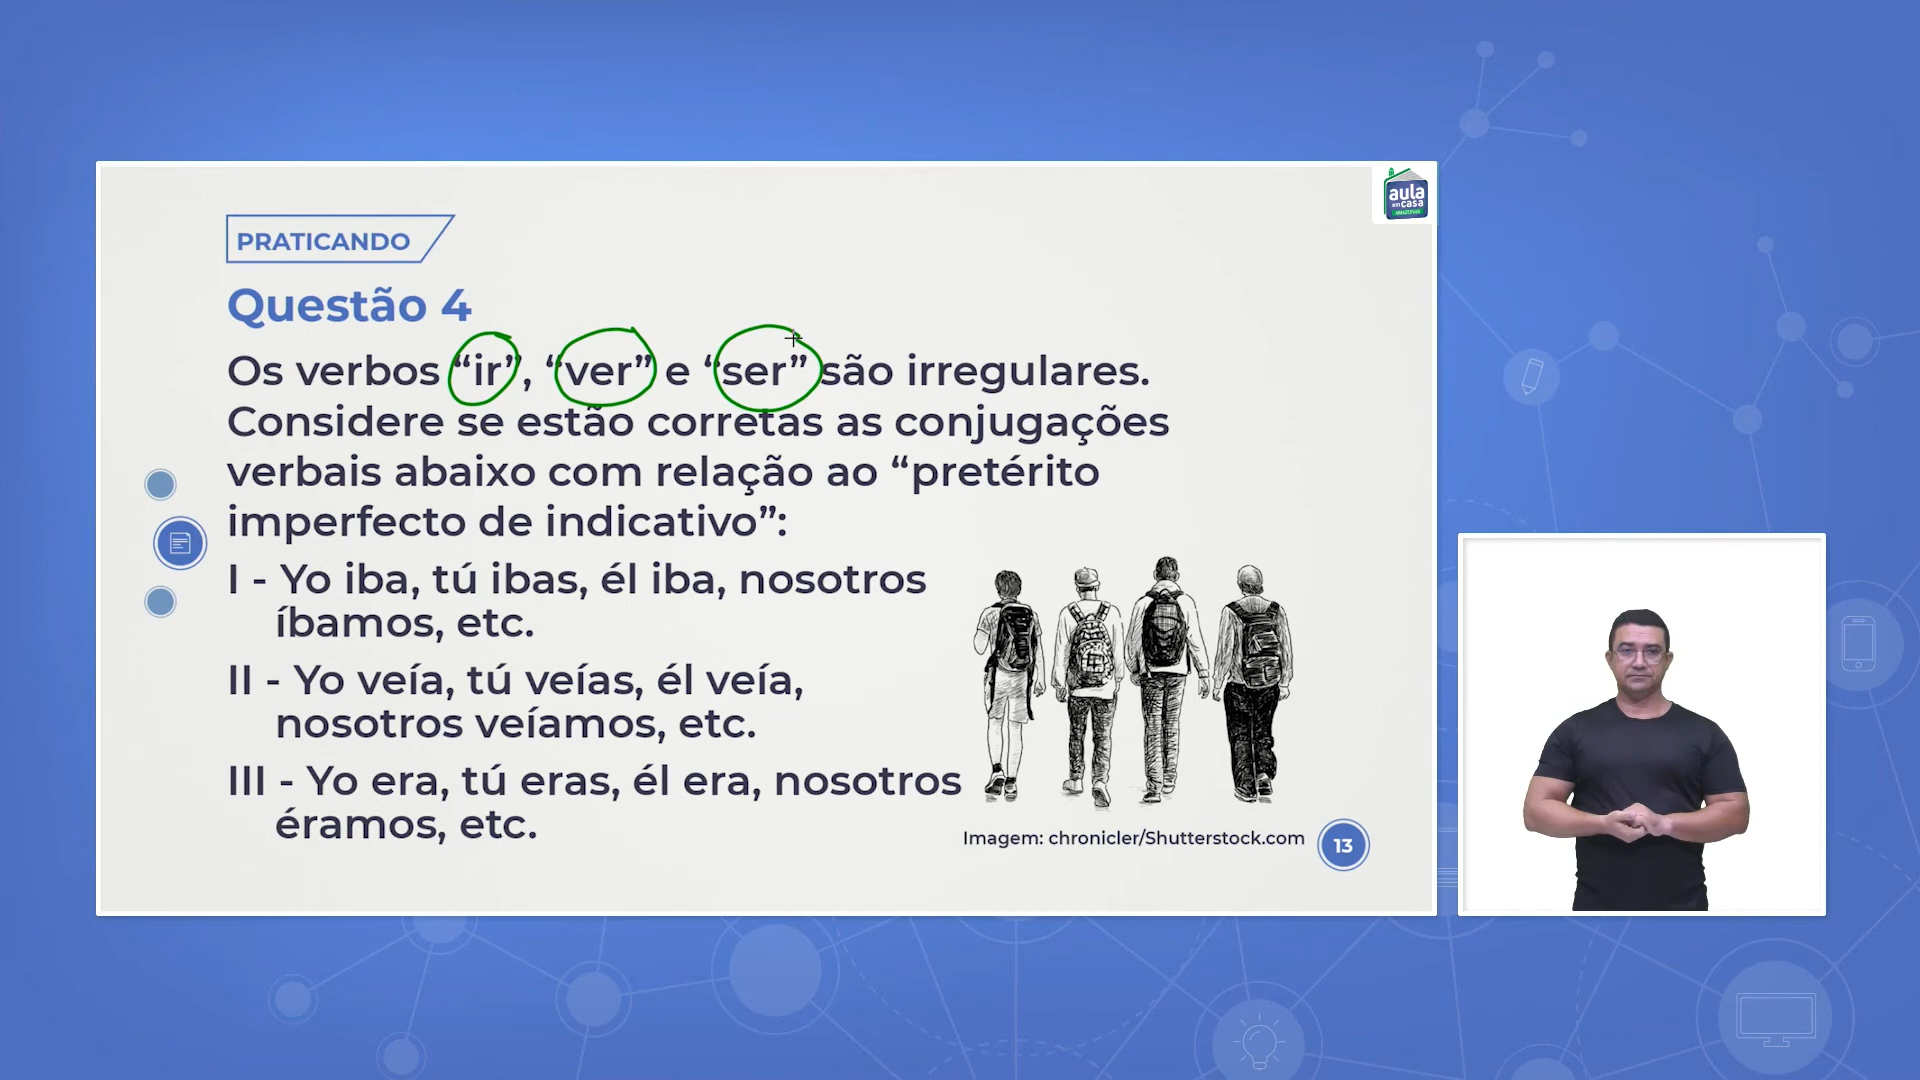 aula
em casa
AMAZONAS
PRATICANDO
Questão 4
Os verbos “ir”, “ver” e “ser” são irregulares.
Considere se estão corretas as conjugações
verbais abaixo com relação ao “pretérito
imperfecto de indicativo”:
I - Yo iba, tú ibas, él iba, nosotros
íbamos, etc.
II - Yo veía, tú veías, él veía,
nosotros veíamos, etc.
III - Yo era, tú eras, él era, nosotros
éramos, etc.
Imagem: chronicler/Shutterstock.com
13